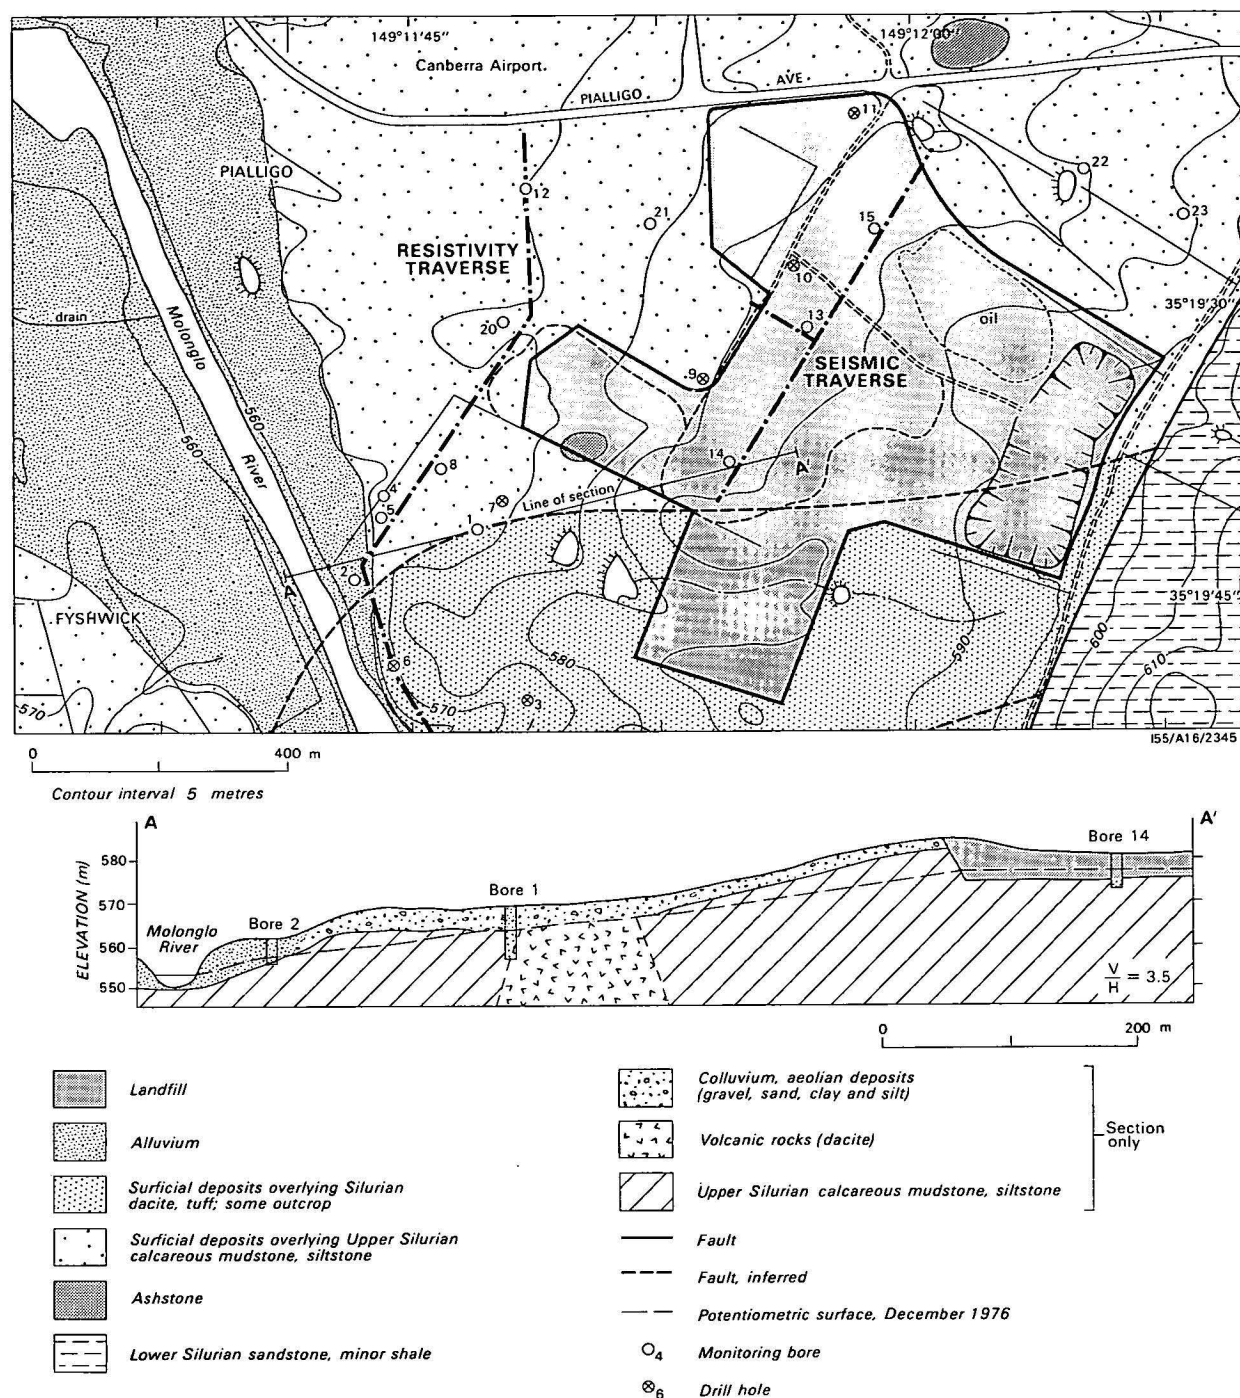 149°11'45"
149°12'00"
Canberra Airport.
PIALLIGO
AVE
11
22
PIALLIGO
12
21
23
15
RESISTIVITY
TRAVERSE
10
35°19'30"
drain
Molonglo
River
20
13
oil
SEISMIC
TRAVERSE
9
560
560
14
A'
8
4
5
7
1
Line of section
2
A
35°19'45"
FYSHWICK
6
580
590
600
610
570
570
3
I55/A16/2345
0 400 m
Contour interval 5 metres
A
A'
Bore 14
ELEVATION (m)
580
570
560
550
Bore 1
Bore 2
Molonglo
River
V/H = 3.5
0 200 m
Landfill
Alluvium
Surficial deposits overlying Silurian
dacite, tuff; some outcrop
Surficial deposits overlying Upper Silurian
calcareous mudstone, siltstone
Ashstone
Lower Silurian sandstone, minor shale
Colluvium, aeolian deposits
(gravel, sand, clay and silt)
Volcanic rocks (dacite)
Upper Silurian calcareous mudstone, siltstone
Section
only
Fault
Fault, inferred
Potentiometric surface, December 1976
4 Monitoring bore
6 Drill hole